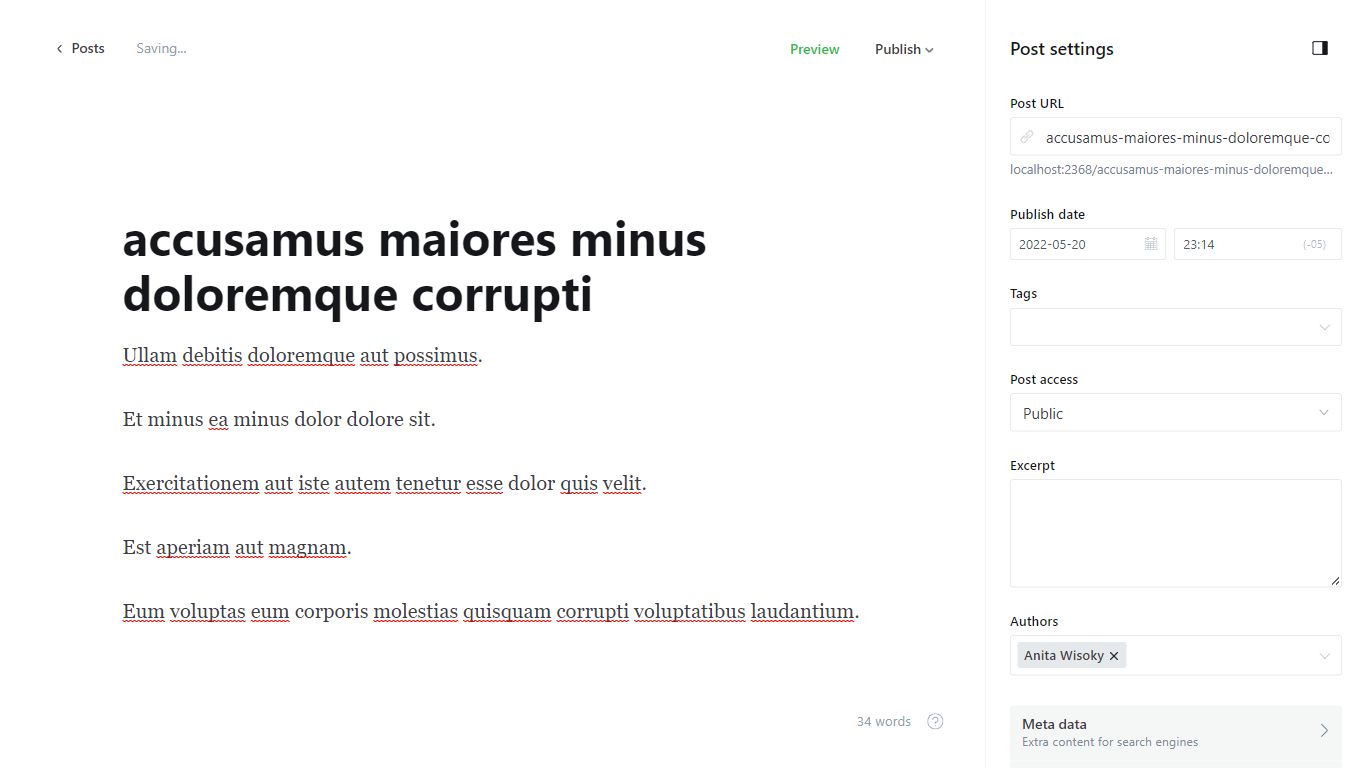 Posts
Saving...
Preview
Publish
accusamus maiores minus
doloremque corrupti
Ullam debitis doloremque aut possimus.
Et minus ea minus dolor dolore sit.
Exercitationem aut iste autem tenetur esse dolor quis velit.
Est aperiam aut magnam.
Eum voluptas eum corporis molestias quisquam corrupti voluptatibus laudantium.
34 words
?
Post settings
Post URL
accusamus-maiores-minus-doloremque-co
localhost:2368/accusamus-maiores-minus-doloremque...
Publish date
2022-05-20
23:14
(-05)
Tags
Post access
Public
Excerpt
Authors
Anita Wisoky
Meta data
Extra content for search engines